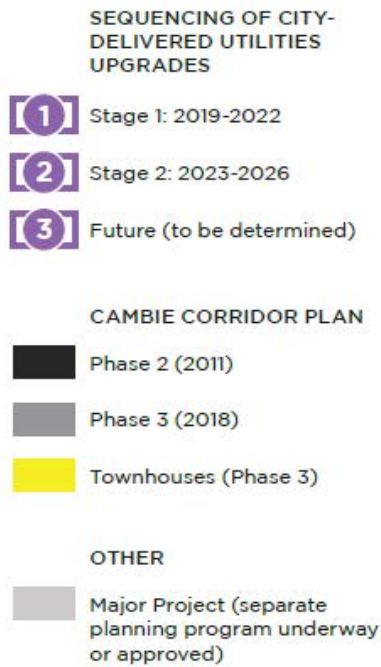 SEQUENCING OF CITY-
DELIVERED UTILITIES
UPGRADES
1 Stage 1: 2019-2022
2 Stage 2: 2023-2026
3 Future (to be determined)
CAMBIE CORRIDOR PLAN
Phase 2 (2011)
Phase 3 (2018)
Townhouses (Phase 3)
OTHER
Major Project (separate
planning program underway
or approved)